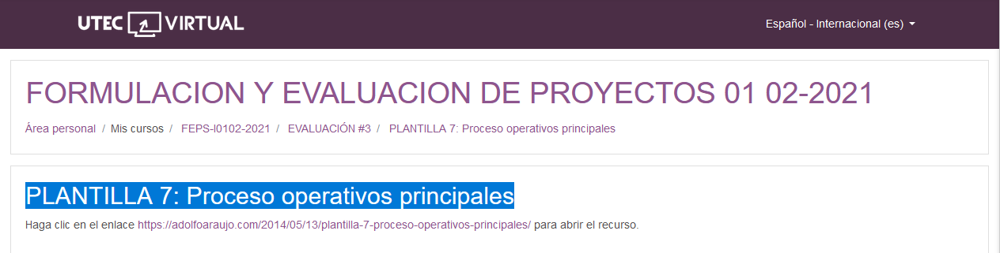 UTEC VIRTUAL
Español - Internacional (es)
FORMULACION Y EVALUACION DE PROYECTOS 01 02-2021
Área personal / Mis cursos / FEPS-I0102-2021 / EVALUACIÓN #3 / PLANTILLA 7: Proceso operativos principales
PLANTILLA 7: Proceso operativos principales
Haga clic en el enlace https://adolfoaraujo.com/2014/05/13/plantilla-7-proceso-operativos-principales/ para abrir el recurso.